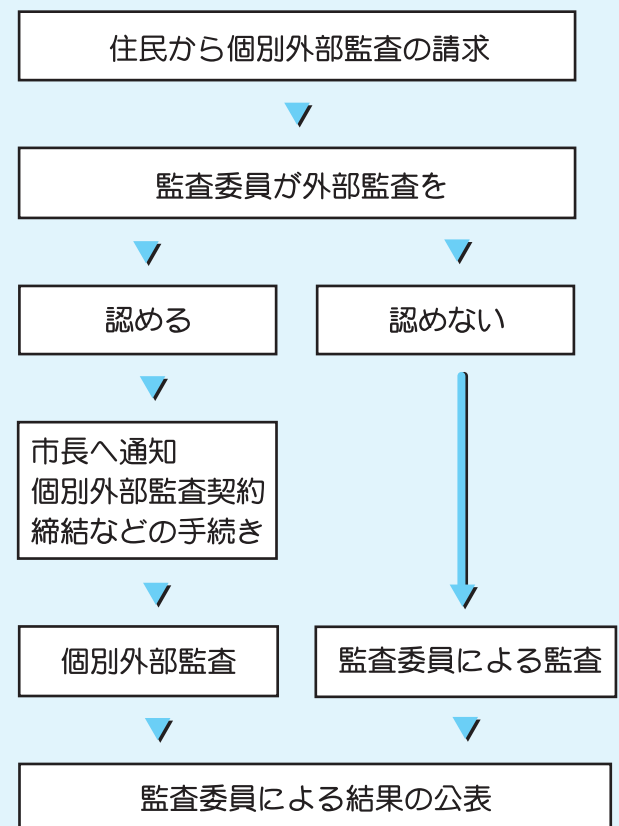 住民から個別外部監査の請求
監査委員が外部監査を
認める
認めない
市長へ通知
個別外部監査契約
締結などの手続き
個別外部監査
監査委員による監査
監査委員による結果の公表